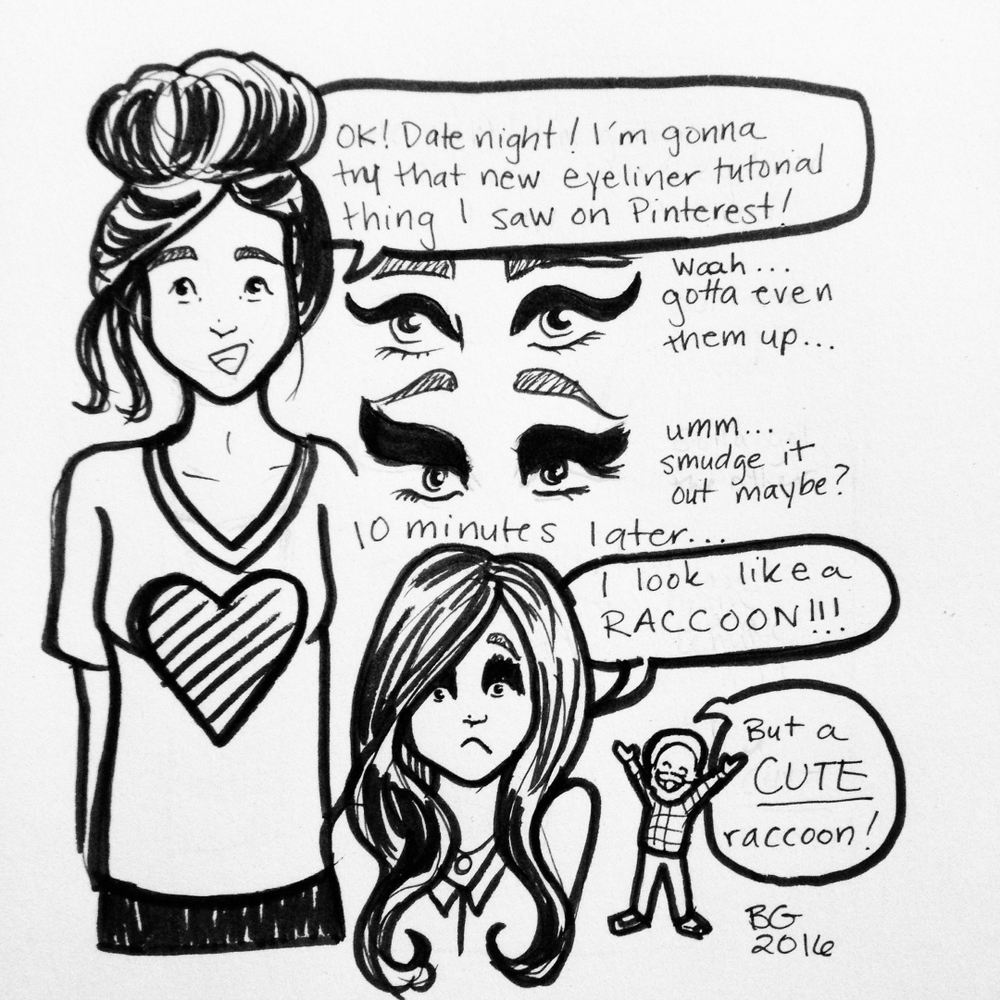 OK! Date night! I'm gonna
try that new eyeliner tutorial
thing I saw on Pinterest!
Woah...
gotta even
them up...
umm...
smudge it
out maybe?
10 minutes later...
I look like a
RACCOON!!!
But a
CUTE
raccoon!
BG
2016